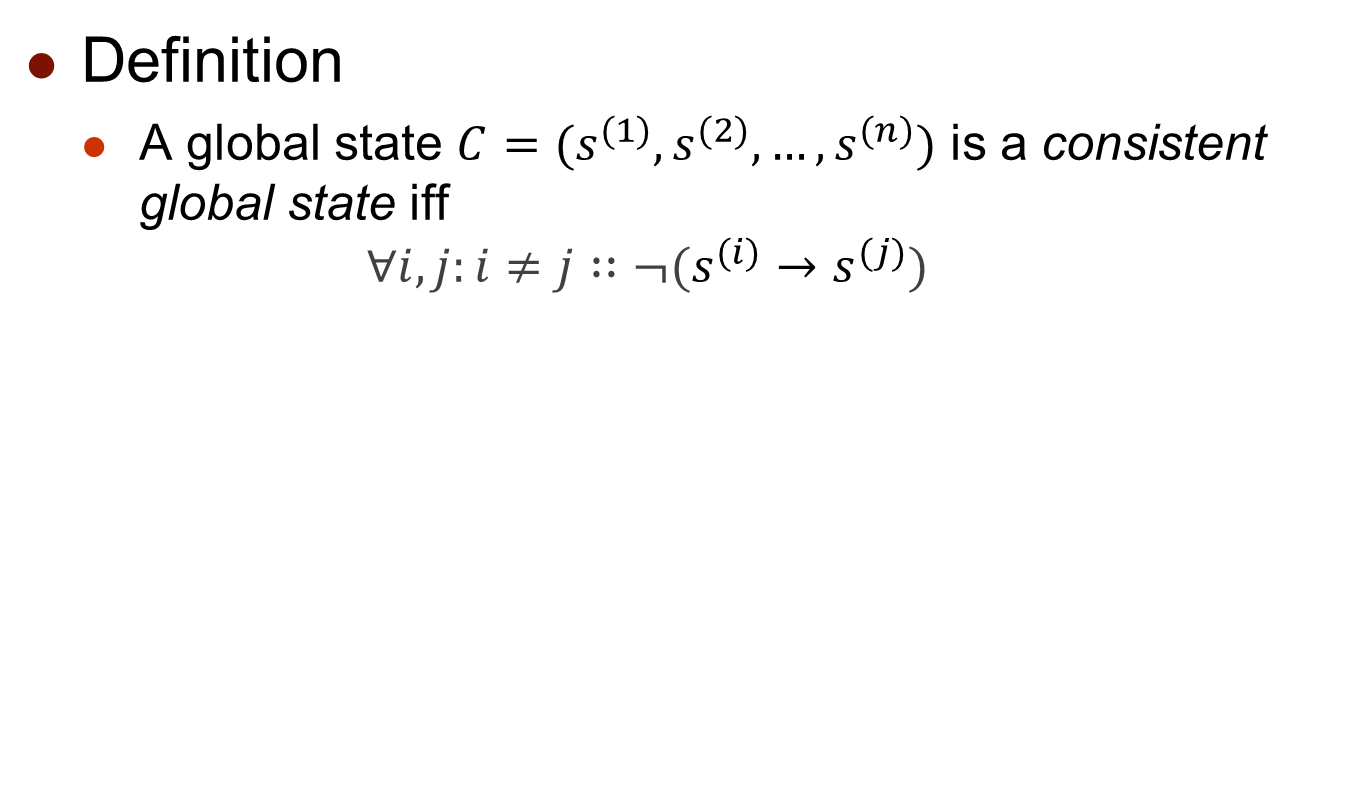 • Definition
• A global state 𝐶 = (𝑠⁽¹⁾, 𝑠⁽²⁾, … , 𝑠⁽ⁿ⁾) is a consistent
global state iff
∀𝑖, 𝑗: 𝑖 ≠ 𝑗 ∷ ¬(𝑠⁽ⁱ⁾ → 𝑠⁽ʲ⁾)